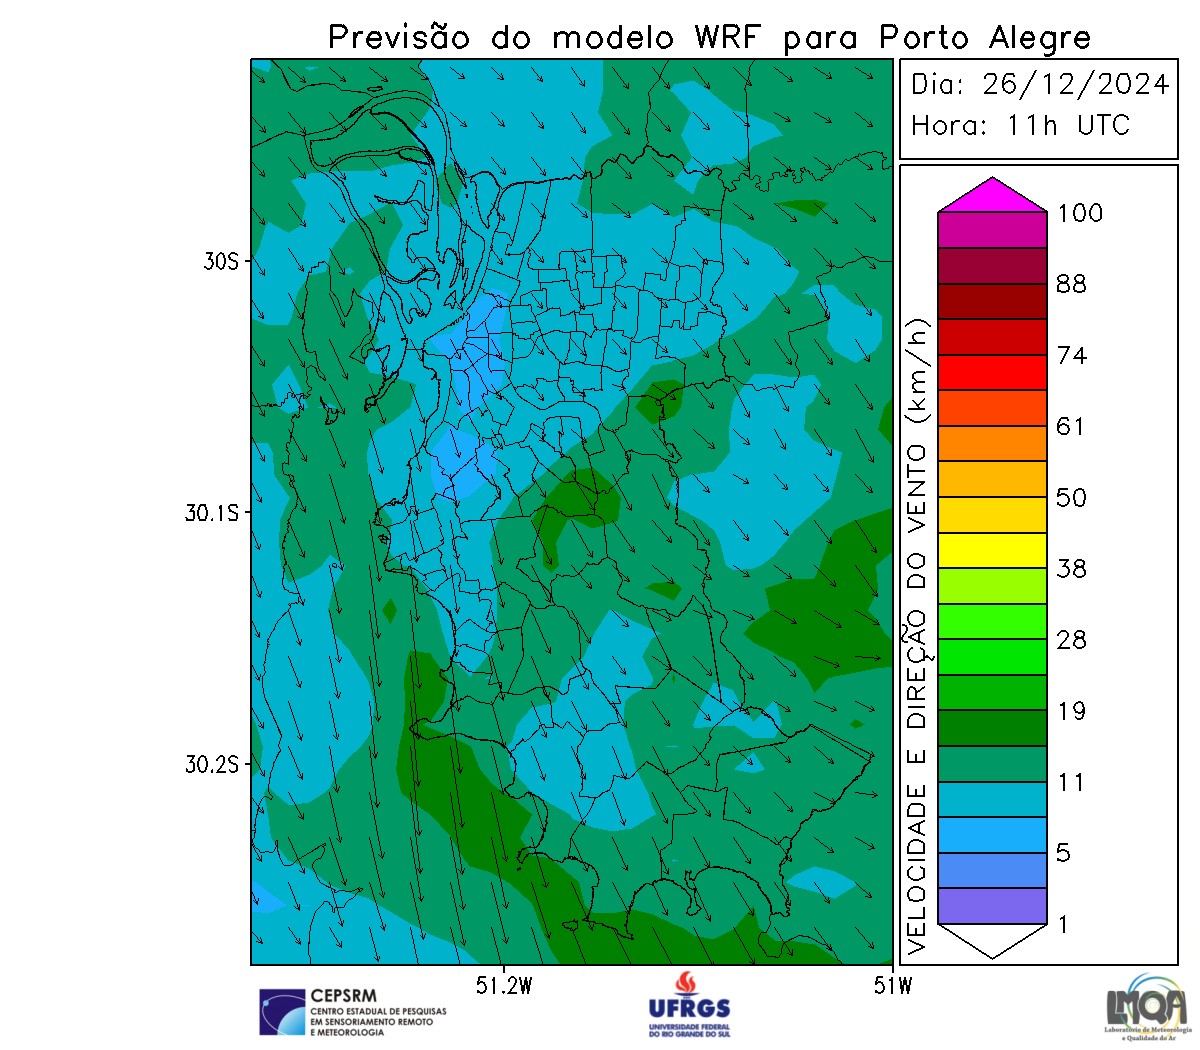 Previsão do modelo WRF para Porto Alegre
Dia: 26/12/2024
Hora: 11h UTC
30S
30.1S
30.2S
51.2W
51W
VELOCIDADE E DIREÇÃO DO VENTO (km/h)
100
88
74
61
50
38
28
19
11
5
1
CEPSRM
CENTRO ESTADUAL DE PESQUISAS
EM SENSORIAMENTO REMOTO
E METEOROLOGIA
UFRGS
UNIVERSIDADE FEDERAL
DO RIO GRANDE DO SUL
LMQA
Laboratório de Meteorologia
e Qualidade do Ar